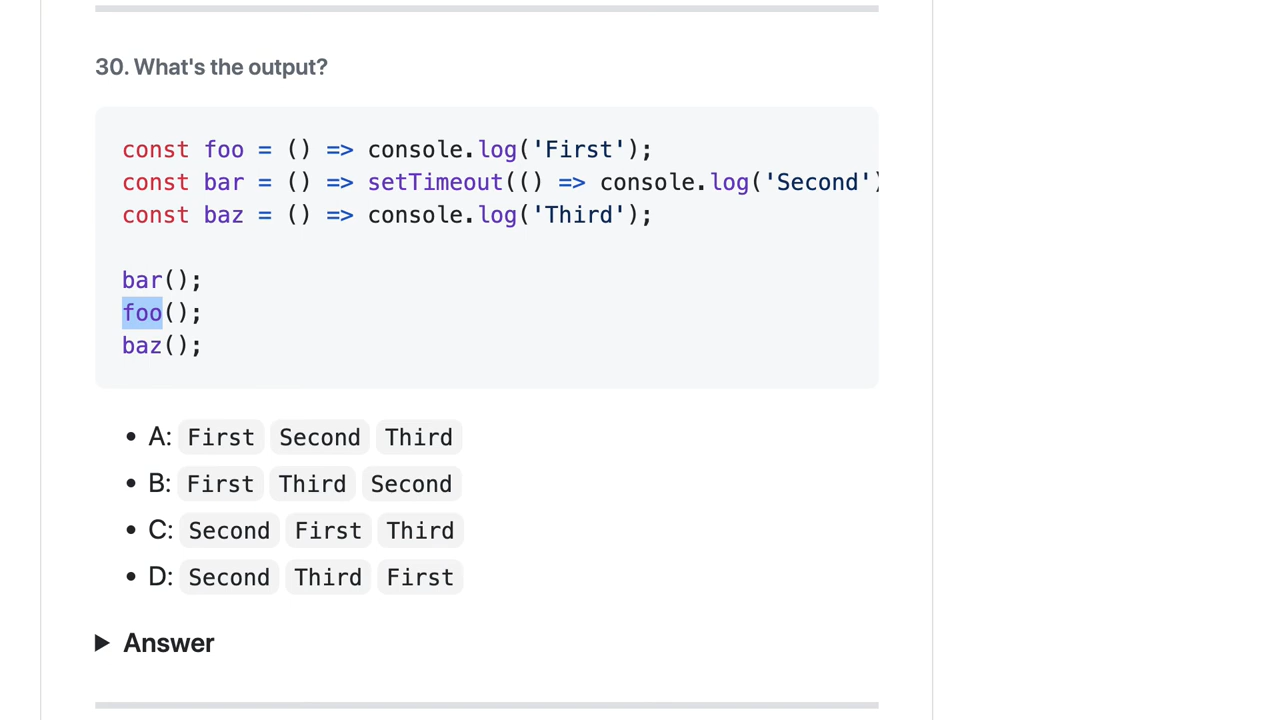 30. What's the output?
const foo = () => console.log('First');
const bar = () => setTimeout(() => console.log('Second')
const baz = () => console.log('Third');
bar();
foo();
baz();
• A: First Second Third
• B: First Third Second
• C: Second First Third
• D: Second Third First
▶ Answer